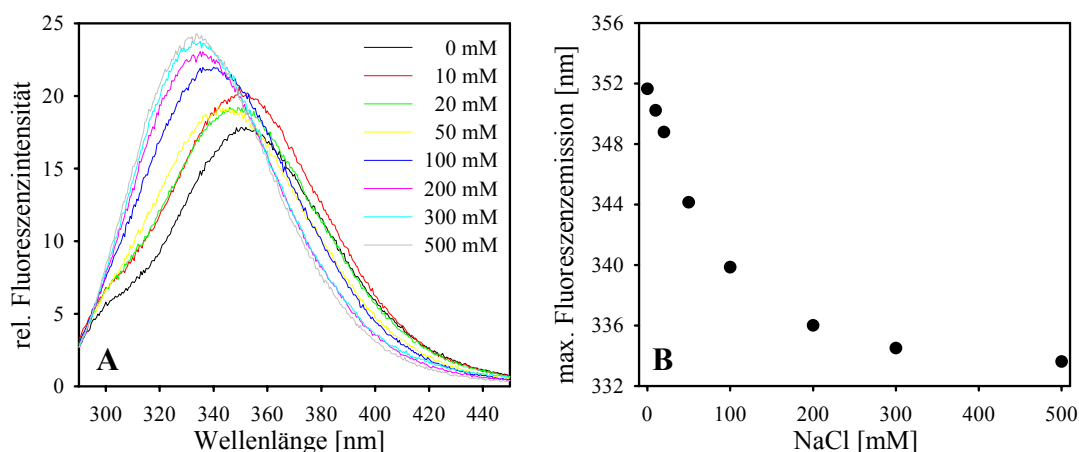 rel. Fluoreszenzintensität
25
20
15
10
5
0
290
320
340
360
380
400
420
440
Wellenlänge [nm]
0 mM
10 mM
20 mM
50 mM
100 mM
200 mM
300 mM
500 mM
A
max. Fluoreszenzemission [nm]
356
352
348
344
340
336
332
0
100
200
300
400
500
NaCl [mM]
B